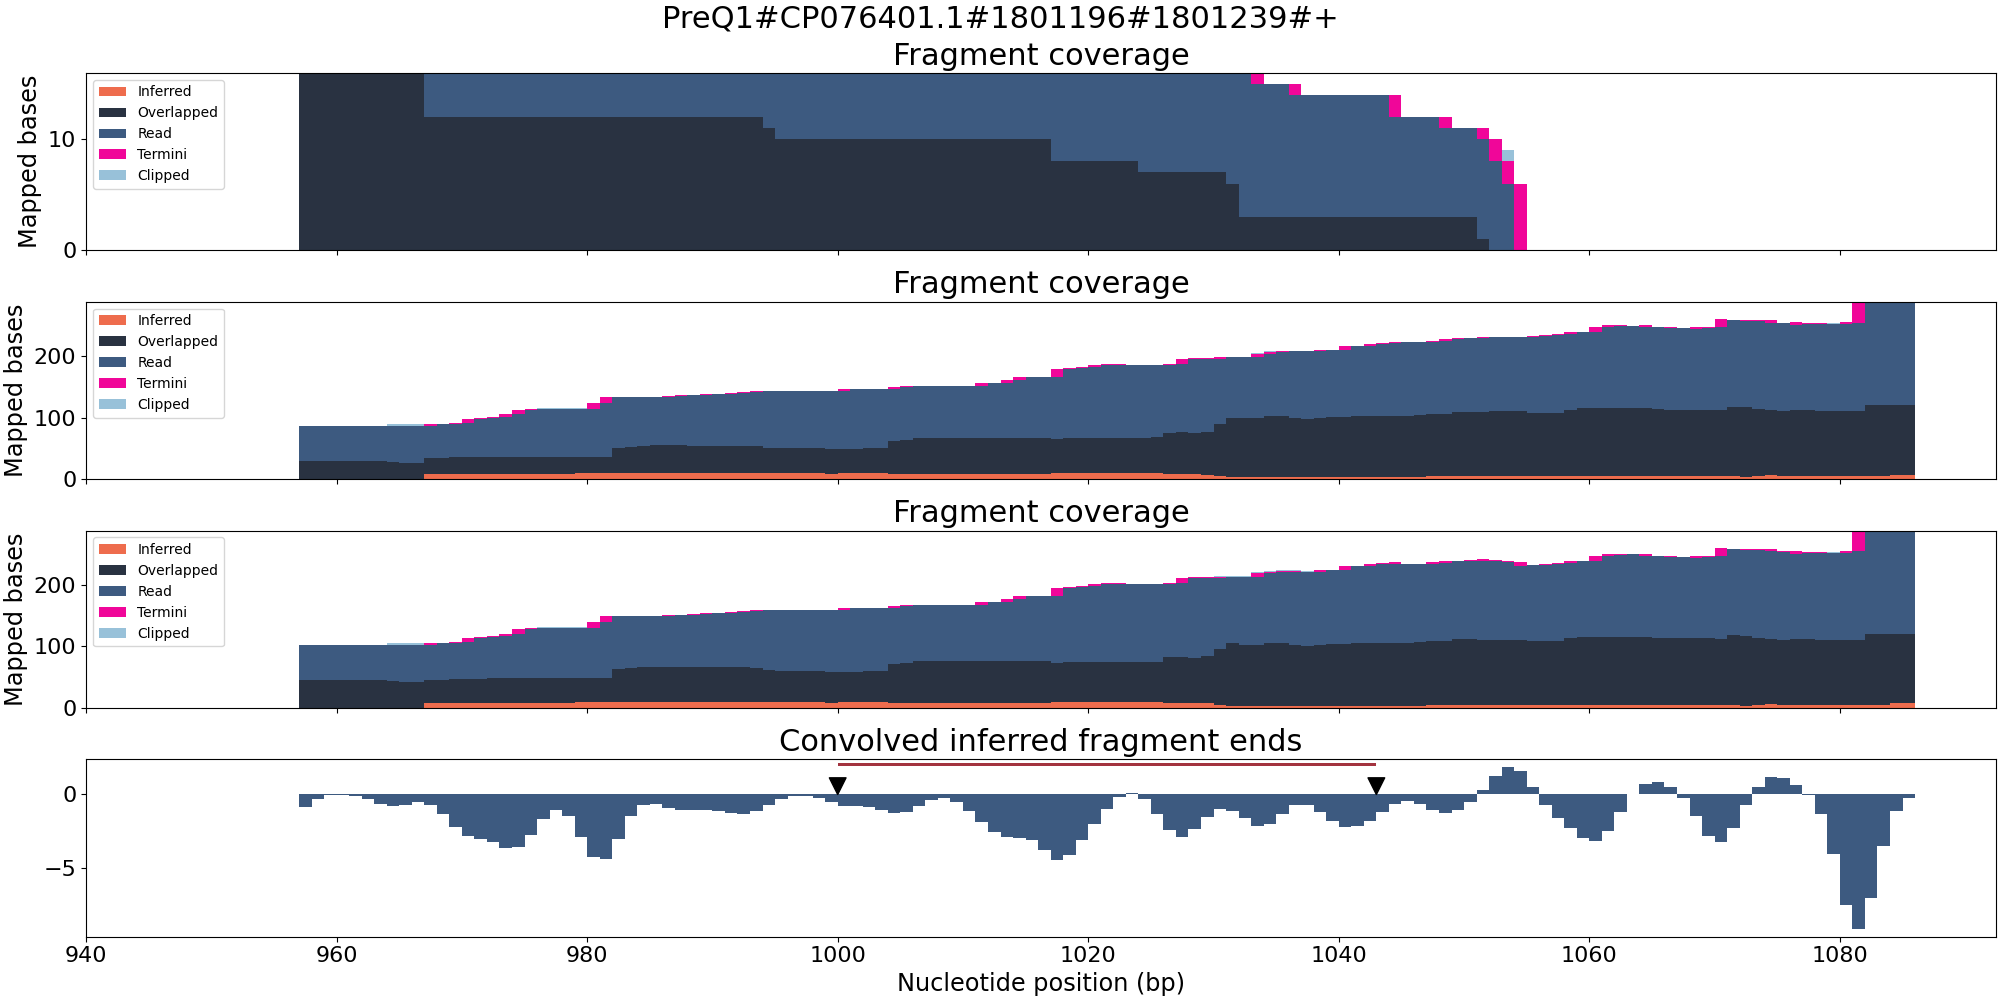 PreQ1#CP076401.1#1801196#1801239#+
Fragment coverage
Mapped bases
10
0
Inferred
Overlapped
Read
Termini
Clipped
Fragment coverage
Mapped bases
200
100
0
Inferred
Overlapped
Read
Termini
Clipped
Fragment coverage
Mapped bases
200
100
0
Inferred
Overlapped
Read
Termini
Clipped
Convolved inferred fragment ends
0
−5
940 960 980 1000 1020 1040 1060 1080
Nucleotide position (bp)